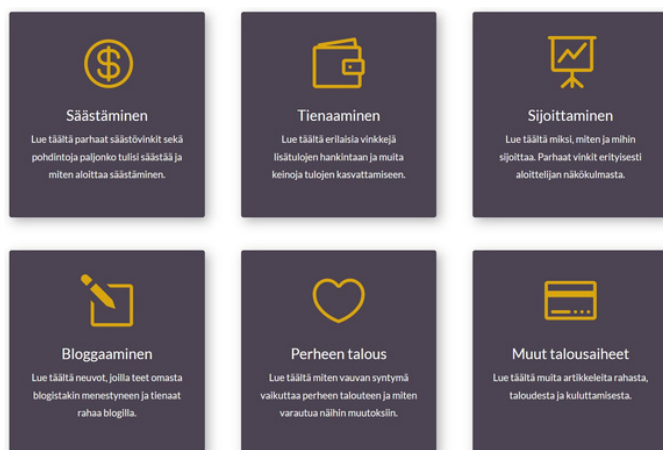 Säästäminen
Lue täältä parhaat säästövinkit sekä
pohdintoja paljonko tulisi säästää ja
miten aloittaa säästäminen.
Tienaaminen
Lue täältä erilaisia vinkkejä
lisätulojen hankintaan ja muita
keinoja tulojen kasvattamiseen.
Sijoittaminen
Lue täältä miksi, miten ja mihin
sijoittaa. Parhaat vinkit erityisesti
aloittelijan näkökulmasta.
Bloggaaminen
Lue täältä neuvot, joilla teet omasta
blogistakin menestyneen ja tienaat
rahaa blogilla.
Perheen talous
Lue täältä miten vauvan syntymä
vaikuttaa perheen talouteen ja miten
varautua näihin muutoksiin.
Muut talousaiheet
Lue täältä muita artikkeleita rahasta,
taloudesta ja kuluttamisesta.